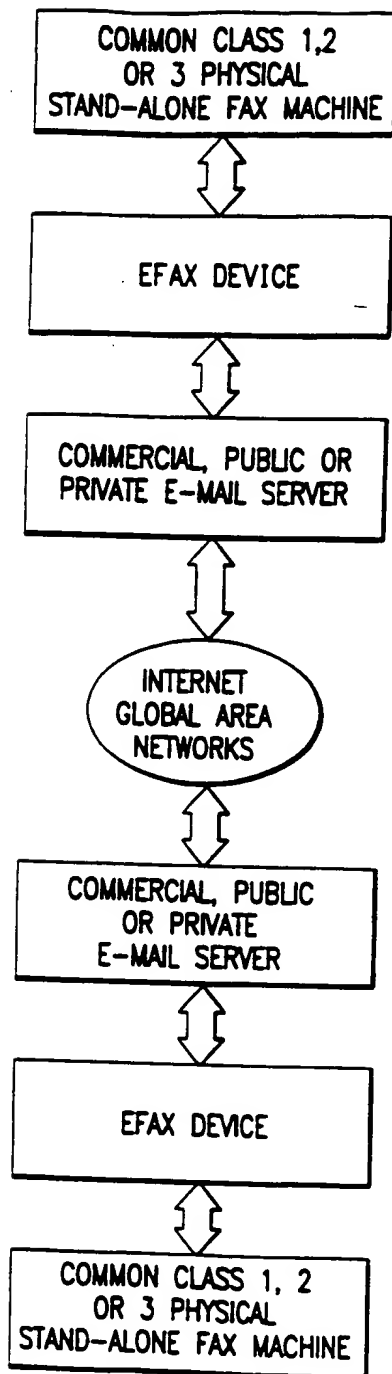 COMMON CLASS 1,2
OR 3 PHYSICAL
STAND-ALONE FAX MACHINE
EFAX DEVICE
COMMERCIAL, PUBLIC OR
PRIVATE E-MAIL SERVER
INTERNET
GLOBAL AREA
NETWORKS
COMMERCIAL, PUBLIC
OR PRIVATE
E-MAIL SERVER
EFAX DEVICE
COMMON CLASS 1, 2
OR 3 PHYSICAL
STAND-ALONE FAX MACHINE